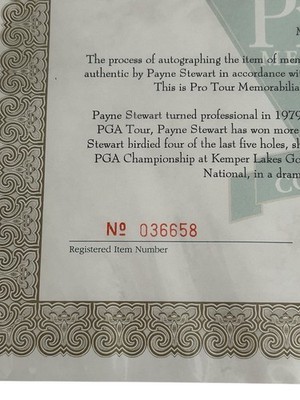 The process of autographing the item of mem
authentic by Payne Stewart in accordance wit
This is Pro Tour Memorabilia
Payne Stewart turned professional in 1979
PGA Tour, Payne Stewart has won more
Stewart birdied four of the last five holes, sh
PGA Championship at Kemper Lakes Go
National, in a dram
Nº 036658
Registered Item Number